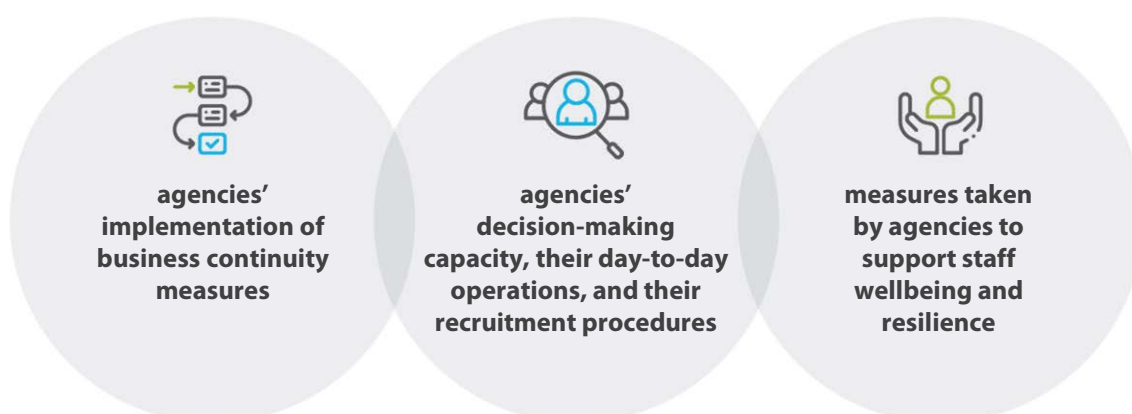 agencies’
implementation of
business continuity
measures
agencies’
decision-making
capacity, their day-to-day
operations, and their
recruitment procedures
measures taken
by agencies to
support staff
wellbeing and
resilience